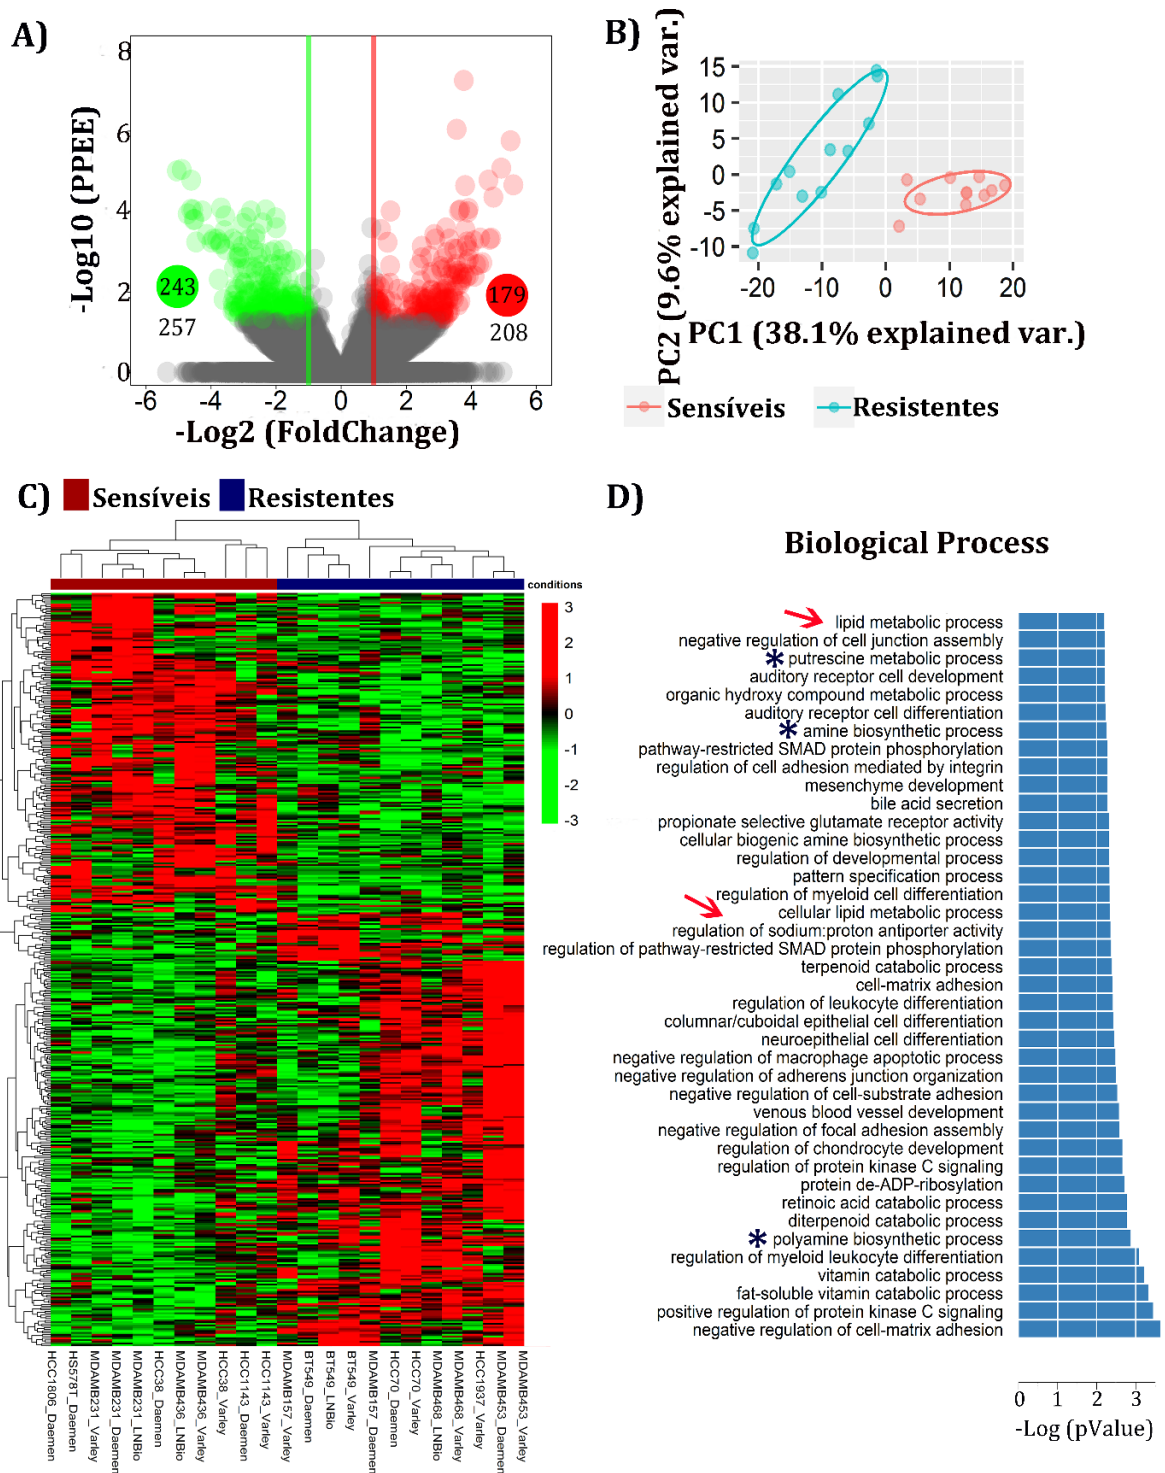 A)
8
6
4
2
0
-Log10 (PPEE)
243
257
179
208
-6 -4 -2 0 2 4 6
-Log2 (FoldChange)
B)
15
10
5
0
-5
-10
PC2 (9.6% explained var.)
-20 -10 0 10 20
PC1 (38.1% explained var.)
Sensíveis Resistentes
C) Sensíveis Resistentes
conditions
3
2
1
0
-1
-2
-3
HCC1806_Daemen
HS578T_Daemen
MDAMB231_Varley
MDAMB231_Daemen
MDAMB231_LNBio
HCC38_Daemen
MDAMB436_LNBio
MDAMB436_Varley
HCC38_Varley
HCC1143_Daemen
HCC1143_Varley
MDAMB157_Varley
BT549_Daemen
BT549_LNBio
BT549_Varley
MDAMB157_Daemen
HCC70_Daemen
HCC70_Varley
MDAMB468_LNBio
MDAMB468_Varley
HCC1937_Varley
MDAMB453_Daemen
MDAMB453_Varley
D)
Biological Process
lipid metabolic process
negative regulation of cell junction assembly
* putrescine metabolic process
auditory receptor cell development
organic hydroxy compound metabolic process
auditory receptor cell differentiation
* amine biosynthetic process
pathway-restricted SMAD protein phosphorylation
regulation of cell adhesion mediated by integrin
mesenchyme development
bile acid secretion
propionate selective glutamate receptor activity
cellular biogenic amine biosynthetic process
regulation of developmental process
pattern specification process
regulation of myeloid cell differentiation
cellular lipid metabolic process
regulation of sodium:proton antiporter activity
regulation of pathway-restricted SMAD protein phosphorylation
terpenoid catabolic process
cell-matrix adhesion
regulation of leukocyte differentiation
columnar/cuboidal epithelial cell differentiation
neuroepithelial cell differentiation
negative regulation of macrophage apoptotic process
negative regulation of adherens junction organization
negative regulation of cell-substrate adhesion
venous blood vessel development
negative regulation of focal adhesion assembly
regulation of chondrocyte development
regulation of protein kinase C signaling
protein de-ADP-ribosylation
retinoic acid catabolic process
diterpenoid catabolic process
* polyamine biosynthetic process
regulation of myeloid leukocyte differentiation
vitamin catabolic process
fat-soluble vitamin catabolic process
positive regulation of protein kinase C signaling
negative regulation of cell-matrix adhesion
0 1 2 3
-Log (pValue)